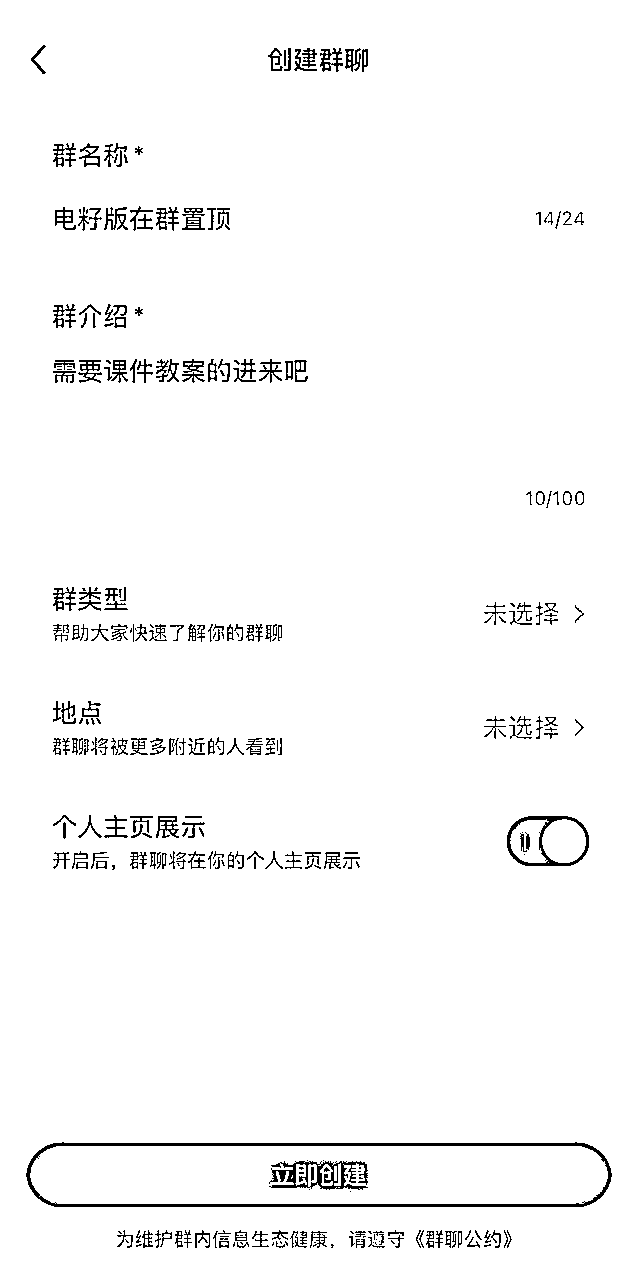 创建群聊
群名称*
电籽版在群置顶
14/24
群介绍*
需要课件教案的进来吧
10/100
群类型
未选择
帮助大家快速了解你的群聊
地点
未选择
群聊将被更多附近的人看到
个人主页展示
开启后，群聊将在你的个人主页展示
立即创建
为维护群内信息生态健康，请遵守《群聊公约》